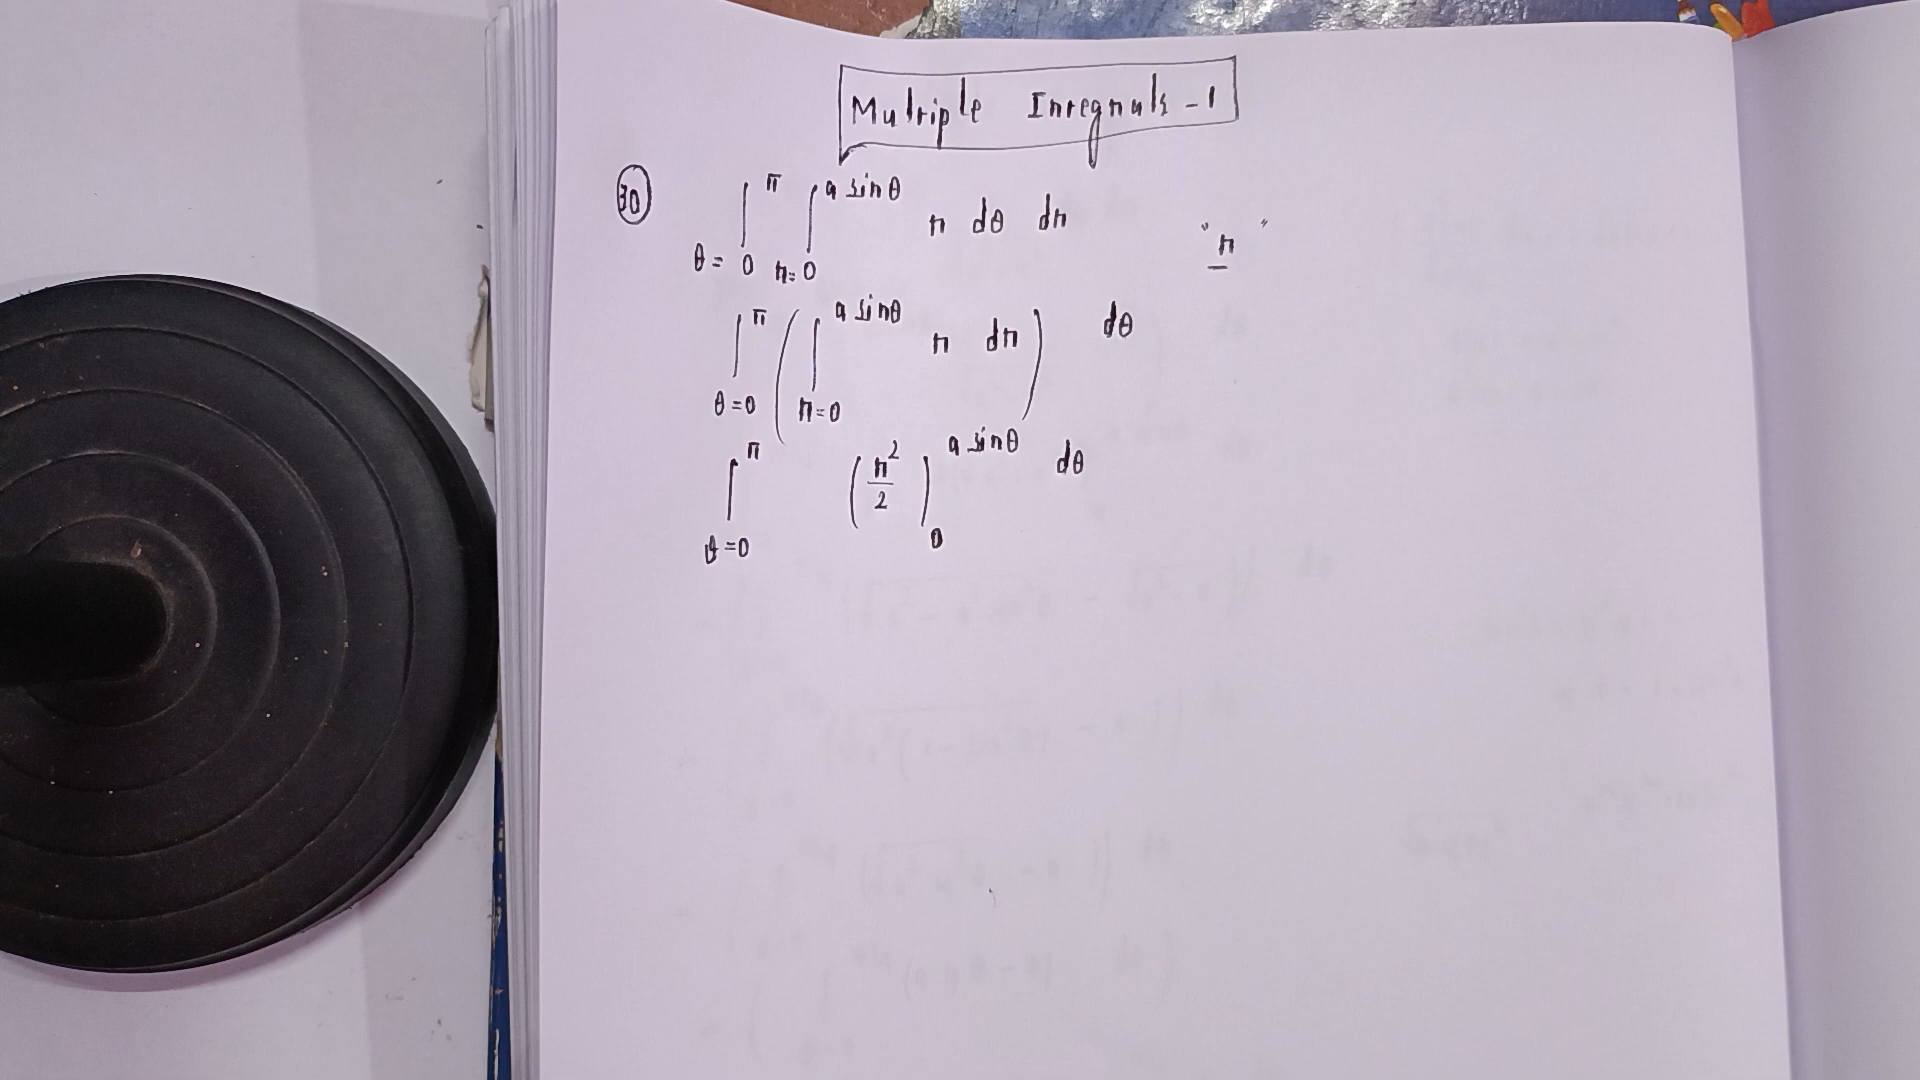 Multiple Integrals - 1
30 ∫_{θ=0}^{π} ∫_{r=0}^{a sinθ} r dθ dr "r"
∫_{θ=0}^{π} ( ∫_{r=0}^{a sinθ} r dr ) dθ
∫_{θ=0}^{π} ( r²/2 )_{0}^{a sinθ} dθ